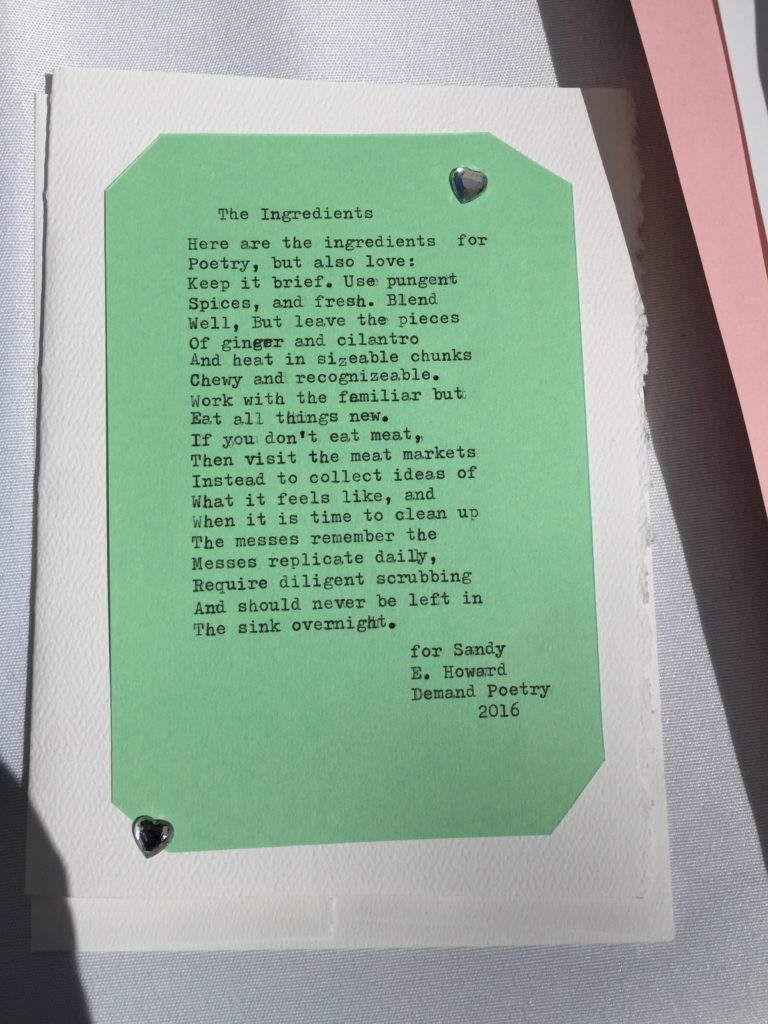 The Ingredients
Here are the ingredients for
Poetry, but also love:
Keep it brief. Use pungent
Spices, and fresh. Blend
Well, But leave the pieces
Of ginger and cilantro
And heat in sizeable chunks
Chewy and recognizeable.
Work with the familiar but
Eat all things new.
If you don't eat meat,
Then visit the meat markets
Instead to collect ideas of
What it feels like, and
When it is time to clean up
The messes remember the
Messes replicate daily,
Require diligent scrubbing
And should never be left in
The sink overnight.
for Sandy
E. Howard
Demand Poetry
2016